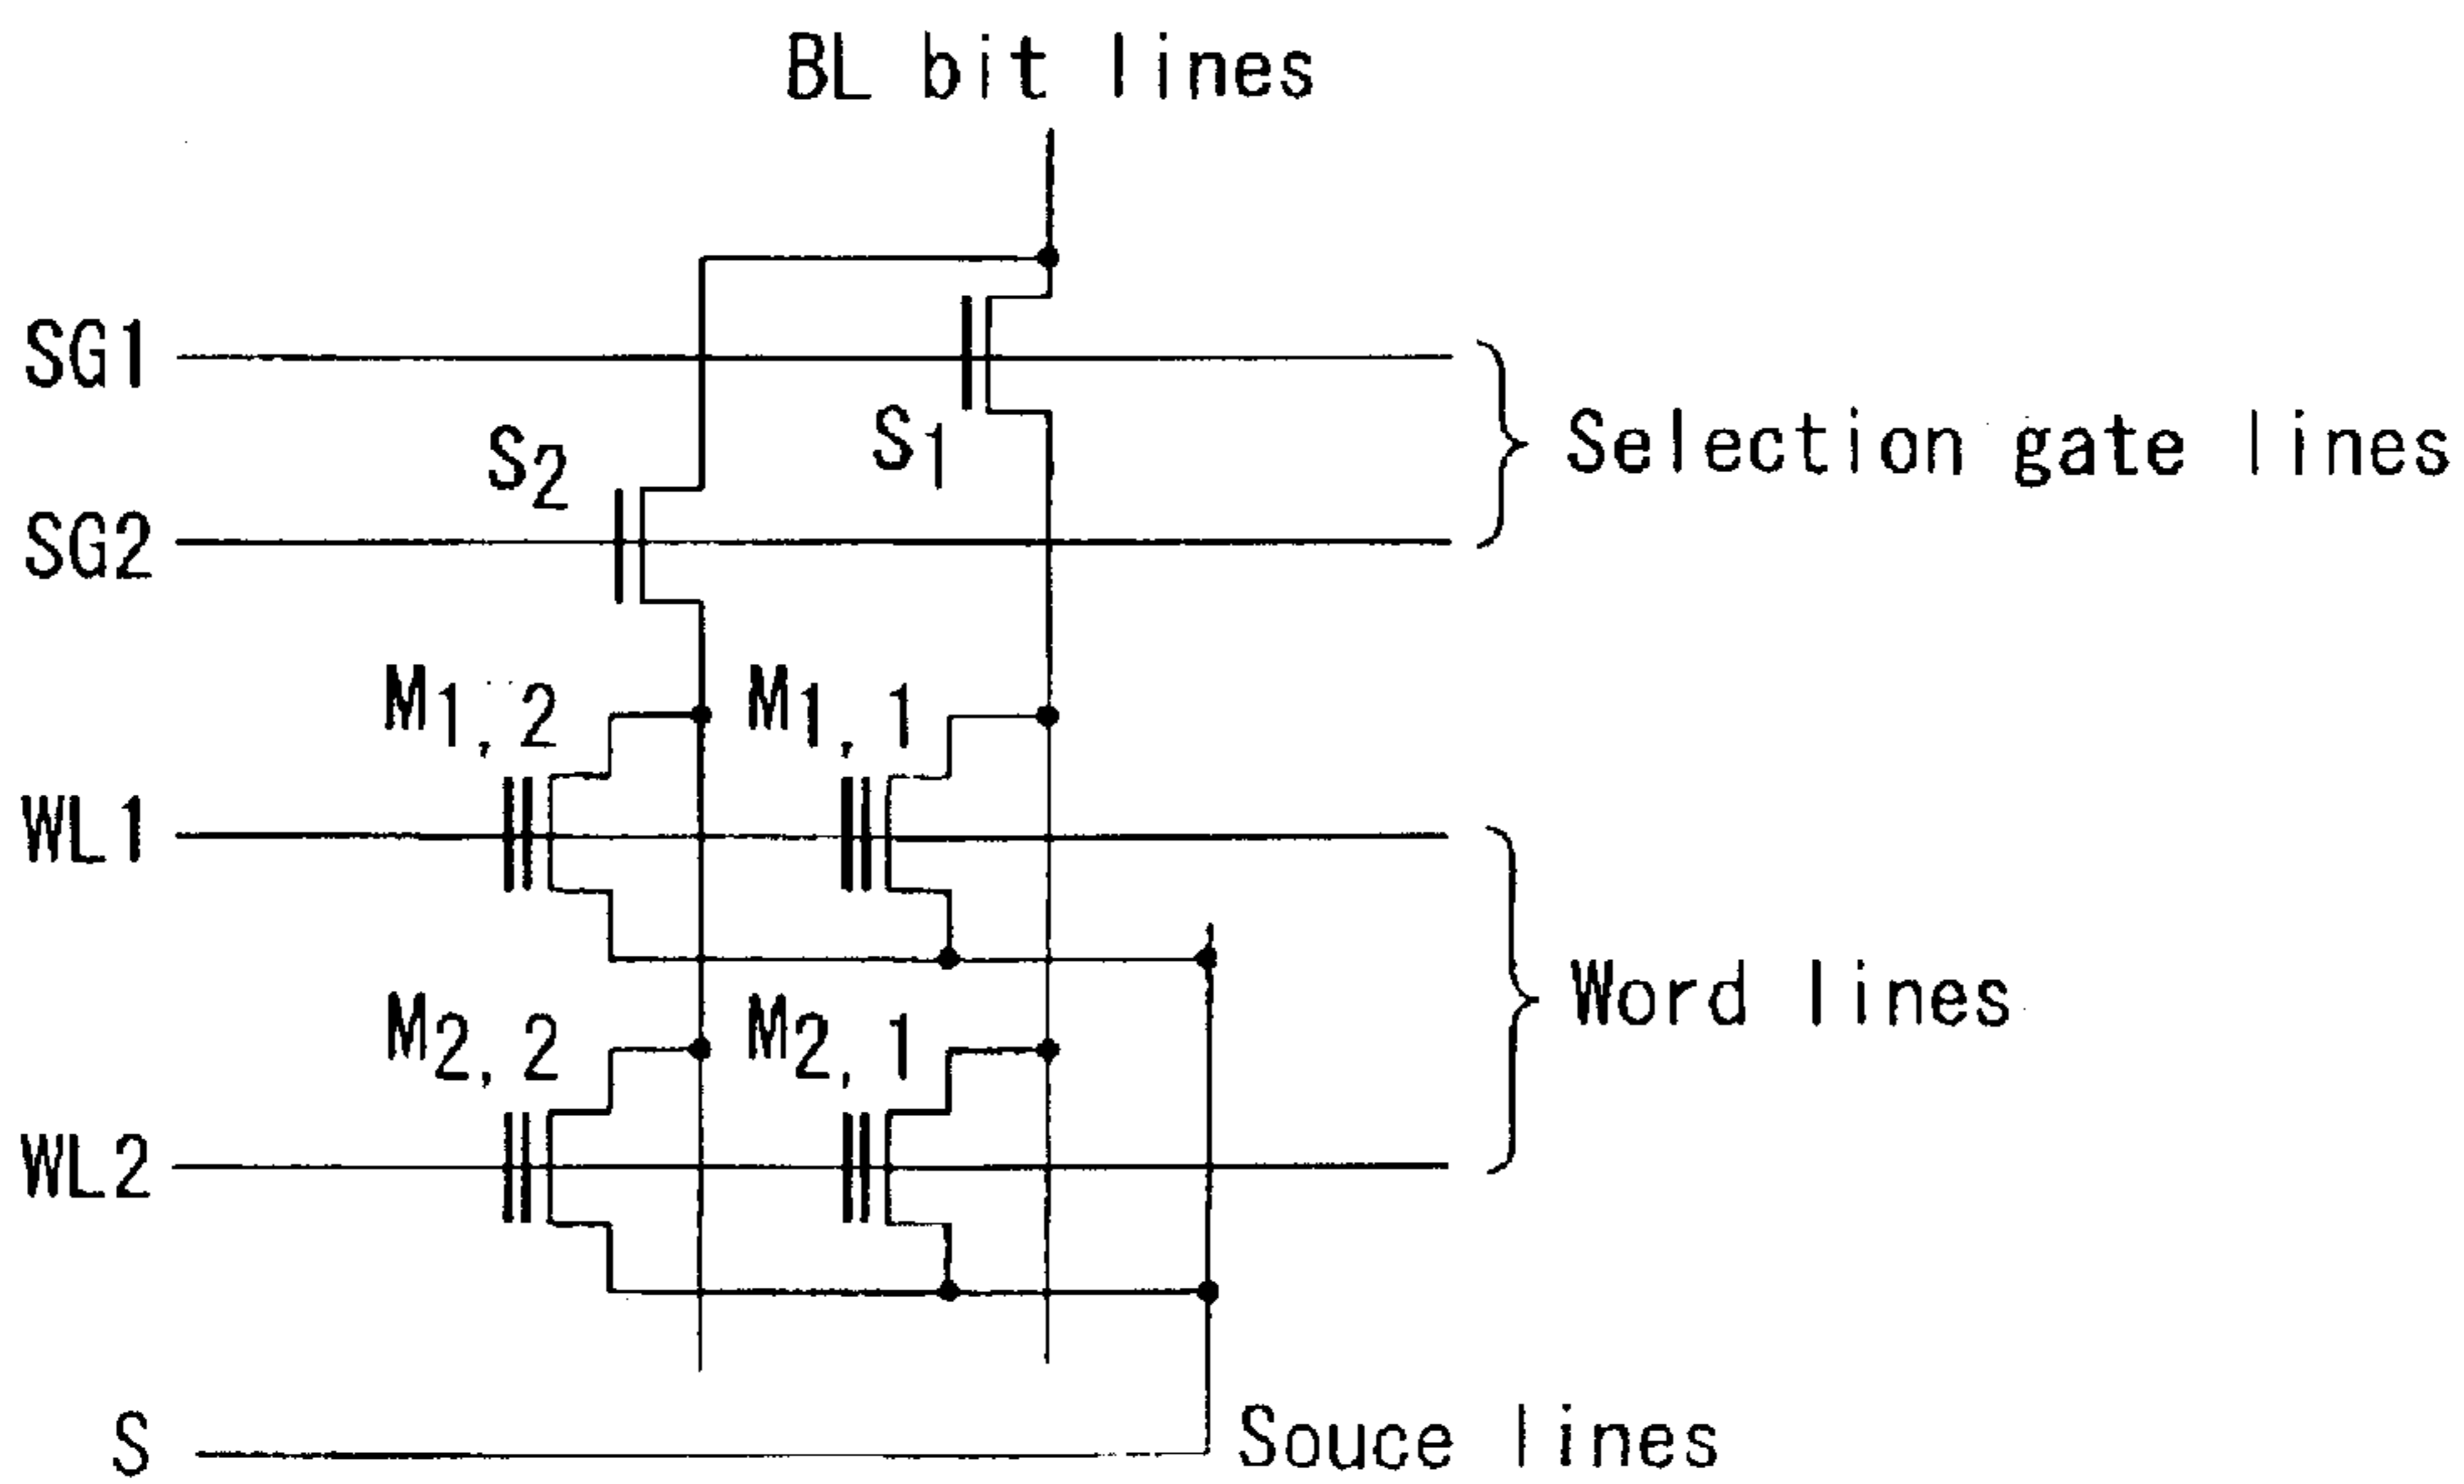 BL bit lines
SG1
S1
S2
Selection gate lines
SG2
M1,2
M1,1
WL1
Word lines
M2,2
M2,1
WL2
S
Souce lines